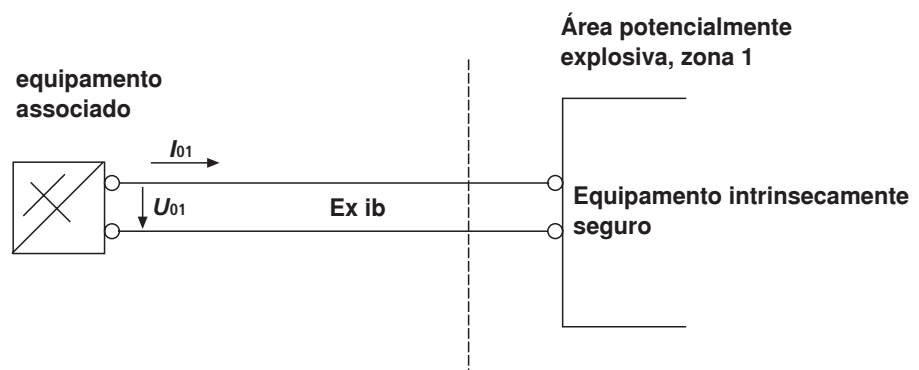 Área potencialmente
explosiva, zona 1
equipamento
associado
I01
U01
Ex ib
Equipamento intrinsecamente
seguro